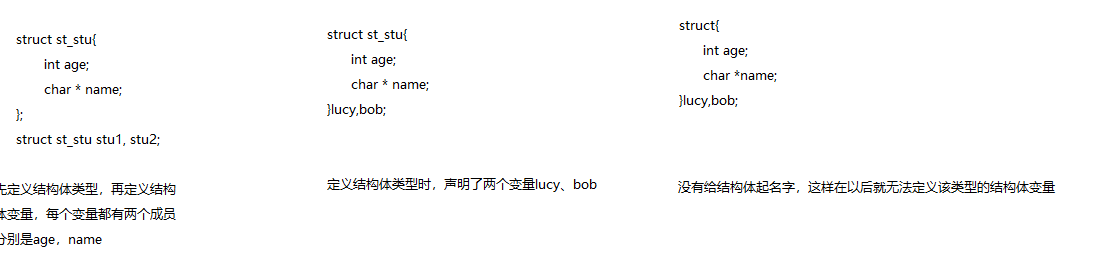 struct st_stu{
int age;
char * name;
};
struct st_stu stu1, stu2;
先定义结构体类型，再定义结构
体变量，每个变量都有两个成员
分别是age，name
struct st_stu{
int age;
char * name;
}lucy,bob;
定义结构体类型时，声明了两个变量lucy、bob
struct{
int age;
char *name;
}lucy,bob;
没有给结构体起名字，这样在以后就无法定义该类型的结构体变量